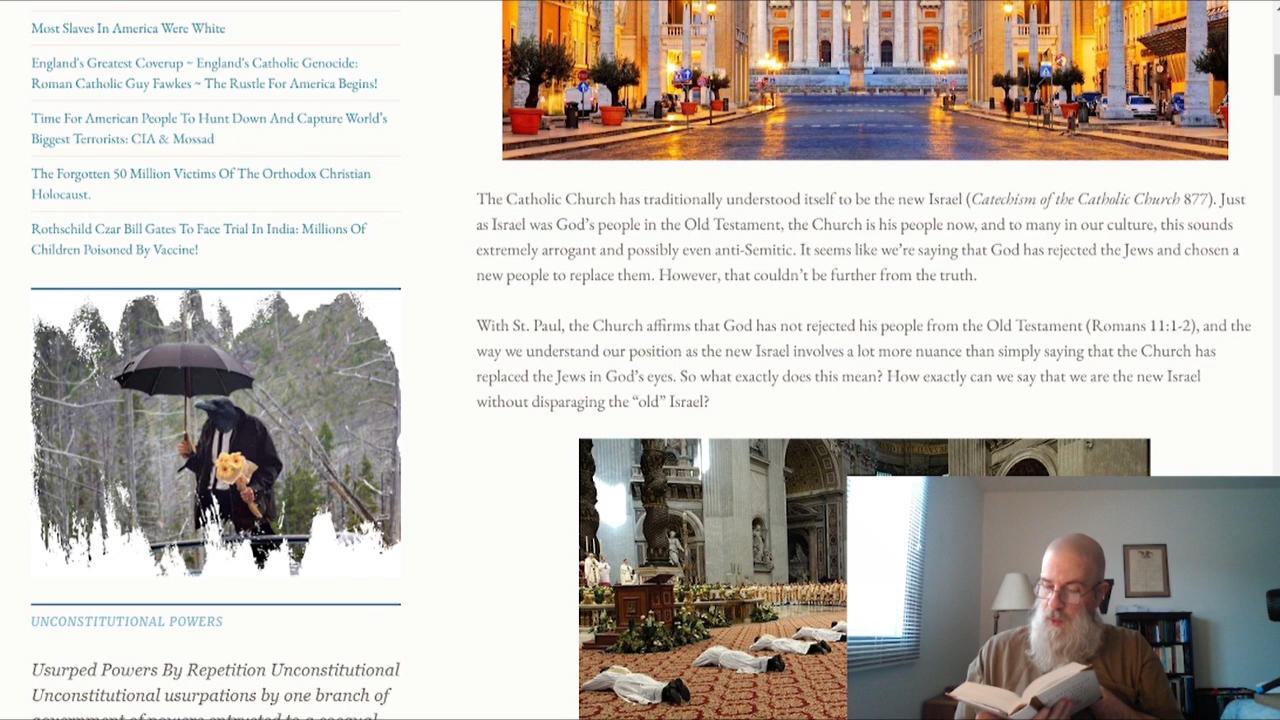 Most Slaves In America Were White
England's Greatest Coverup ~ England's Catholic Genocide:
Roman Catholic Guy Fawkes ~ The Rustle For America Begins!
Time For American People To Hunt Down And Capture World's
Biggest Terrorists: CIA & Mossad
The Forgotten 50 Million Victims Of The Orthodox Christian
Holocaust.
Rothschild Czar Bill Gates To Face Trial In India: Millions Of
Children Poisoned By Vaccine!
UNCONSTITUTIONAL POWERS
Usurped Powers By Repetition Unconstitutional
Unconstitutional usurpations by one branch of
government of powers entrusted to a coequal
The Catholic Church has traditionally understood itself to be the new Israel (Catechism of the Catholic Church 877). Just
as Israel was God's people in the Old Testament, the Church is his people now, and to many in our culture, this sounds
extremely arrogant and possibly even anti-Semitic. It seems like we're saying that God has rejected the Jews and chosen a
new people to replace them. However, that couldn't be further from the truth.
With St. Paul, the Church affirms that God has not rejected his people from the Old Testament (Romans 11:1-2), and the
way we understand our position as the new Israel involves a lot more nuance than simply saying that the Church has
replaced the Jews in God's eyes. So what exactly does this mean? How exactly can we say that we are the new Israel
without disparaging the “old” Israel?